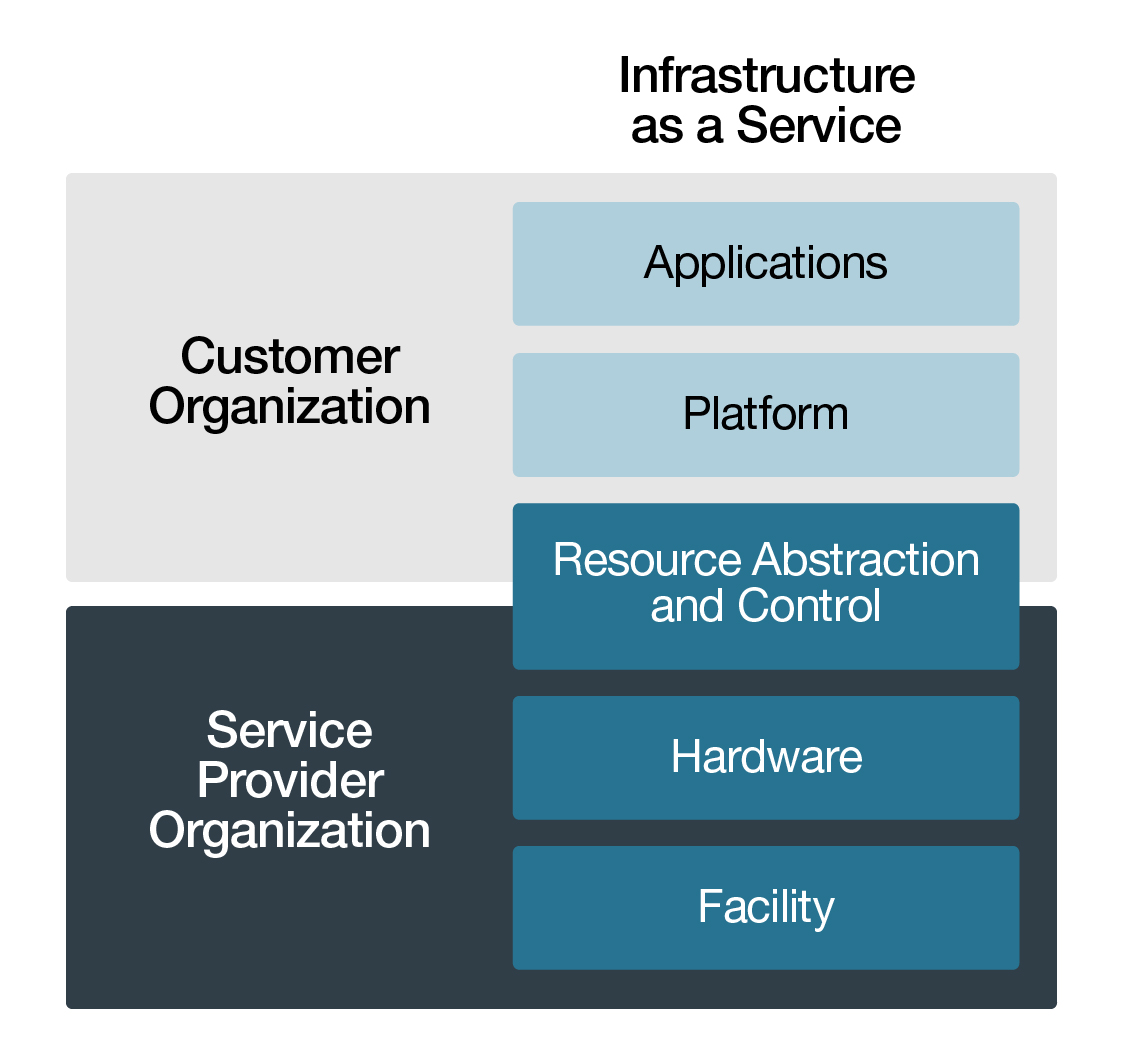 Infrastructure
as a Service
Customer
Organization
Applications
Platform
Resource Abstraction
and Control
Service
Provider
Organization
Hardware
Facility